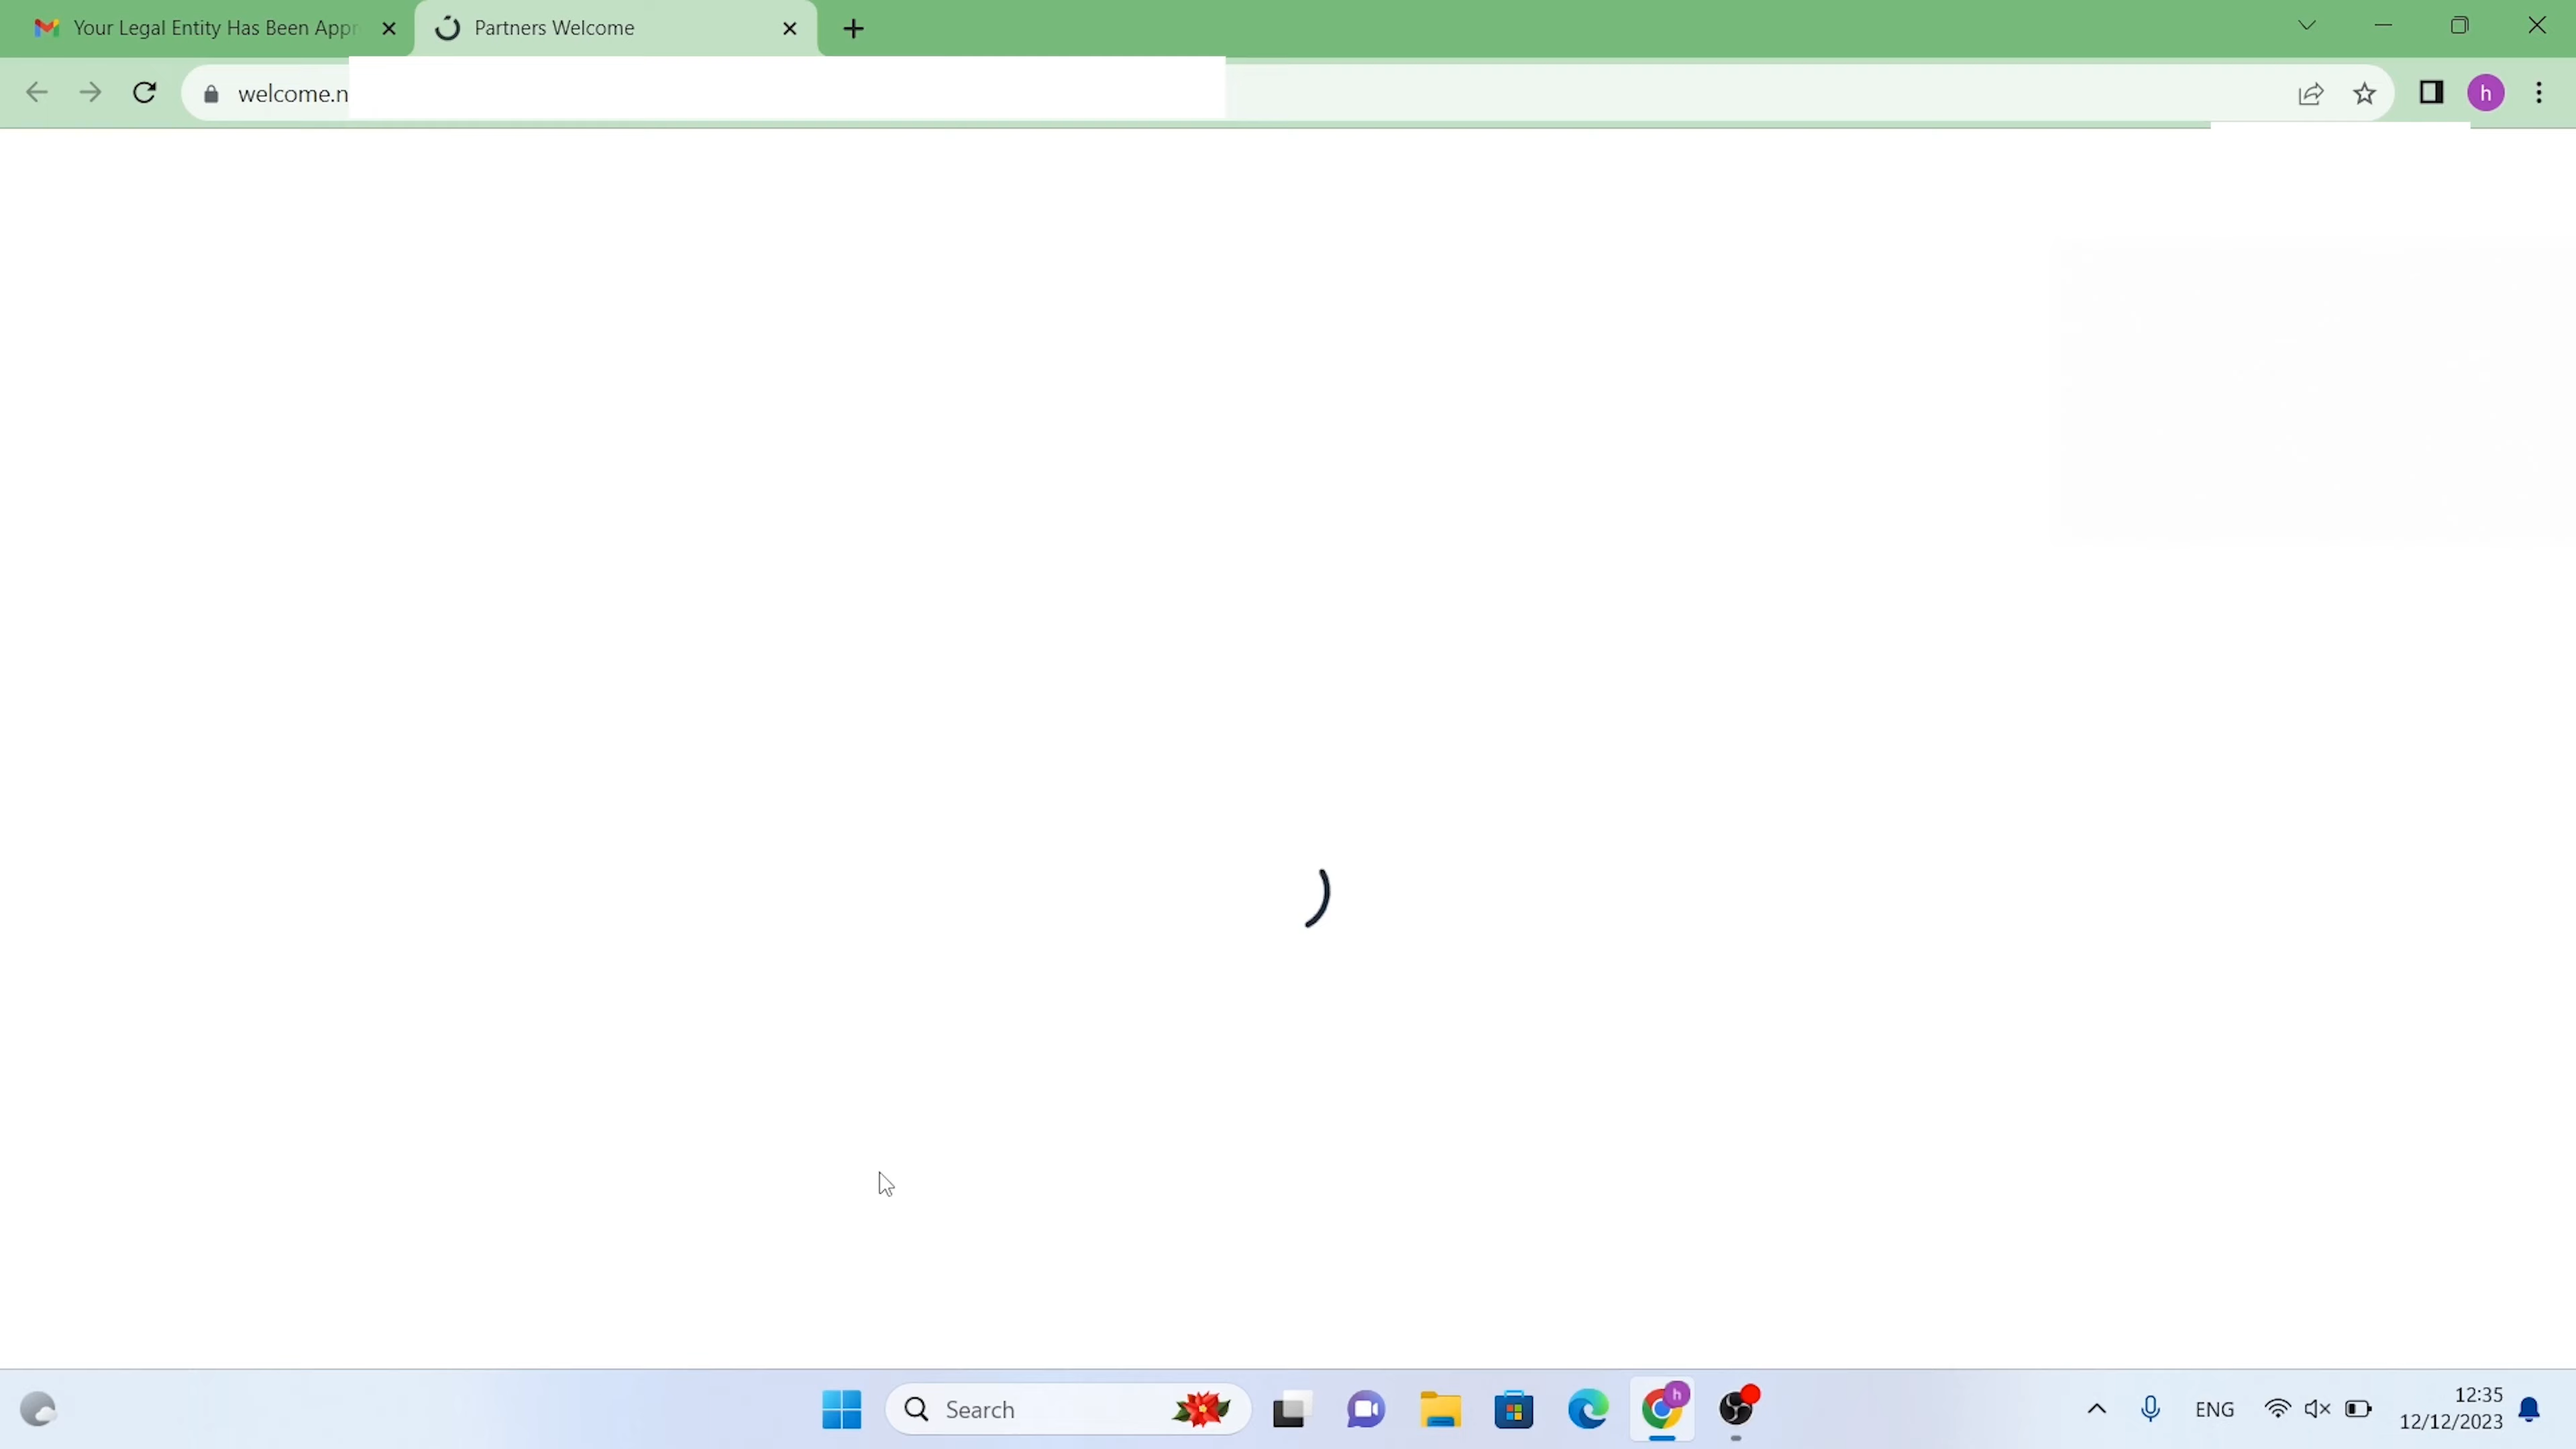 Your Legal Entity Has Been Appr
Partners Welcome
welcome.n
h
Search
h
ENG
12:35
12/12/2023